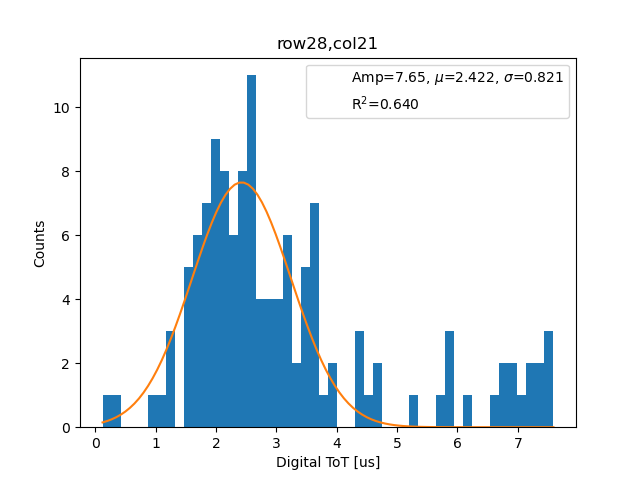 row28,col21
Amp=7.65, μ=2.422, σ=0.821
R²=0.640
Counts
10
8
6
4
2
0
0 1 2 3 4 5 6 7
Digital ToT [us]